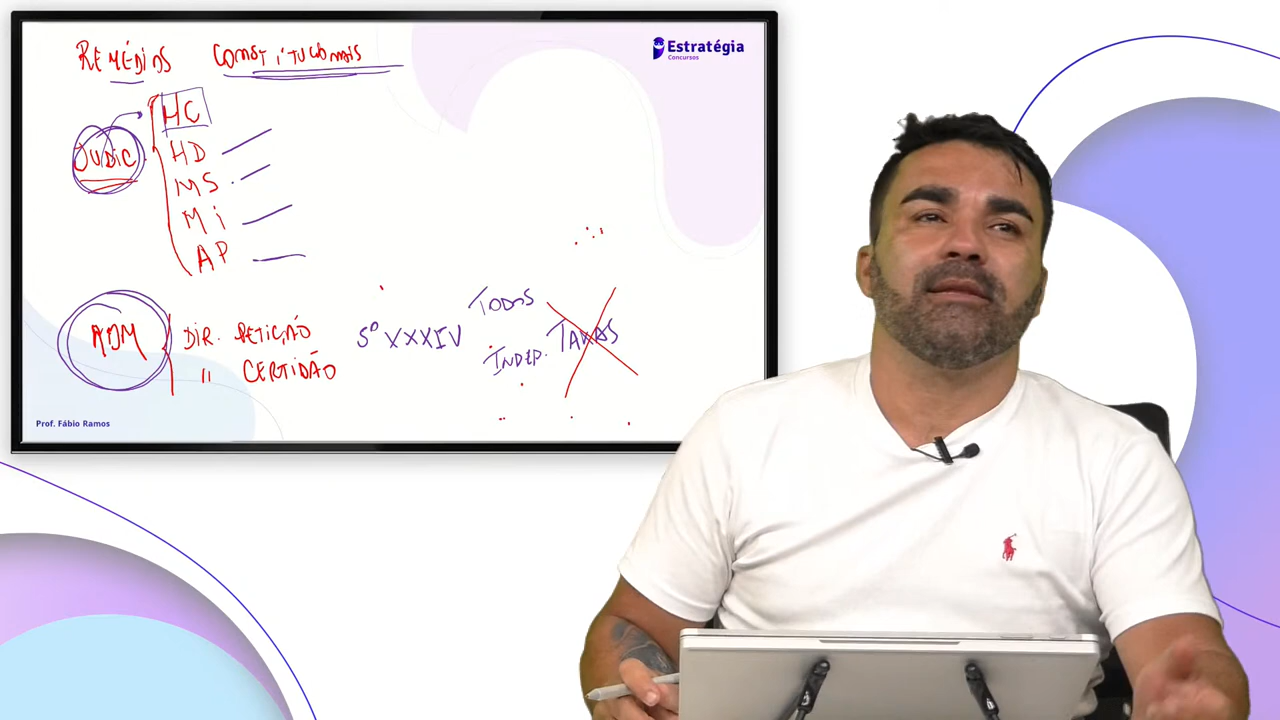 REMÉDIOS CONSTITUCIONAIS
Estratégia
Concursos
JUDIC
HC
HD
MS
Mi
AP
ADM
DIR. PETIÇÃO
" CERTIDÃO
5º XXXIV
TODOS
INDEP. TAXAS
Prof. Fábio Ramos